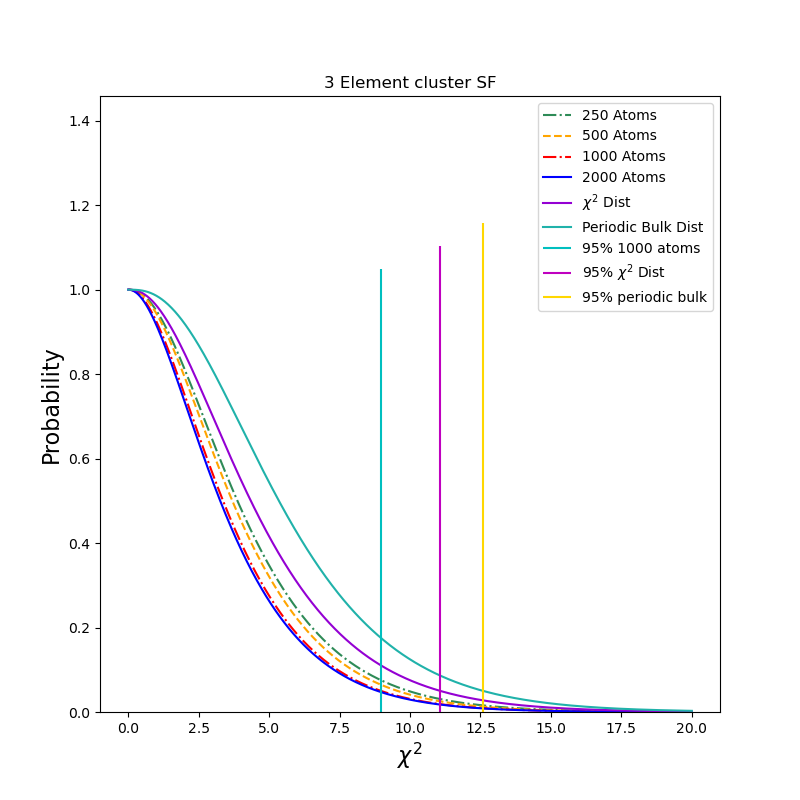 3 Element cluster SF
250 Atoms
500 Atoms
1000 Atoms
2000 Atoms
χ² Dist
Periodic Bulk Dist
95% 1000 atoms
95% χ² Dist
95% periodic bulk
Probability
1.4
1.2
1.0
0.8
0.6
0.4
0.2
0.0
0.0 2.5 5.0 7.5 10.0 12.5 15.0 17.5 20.0
χ²